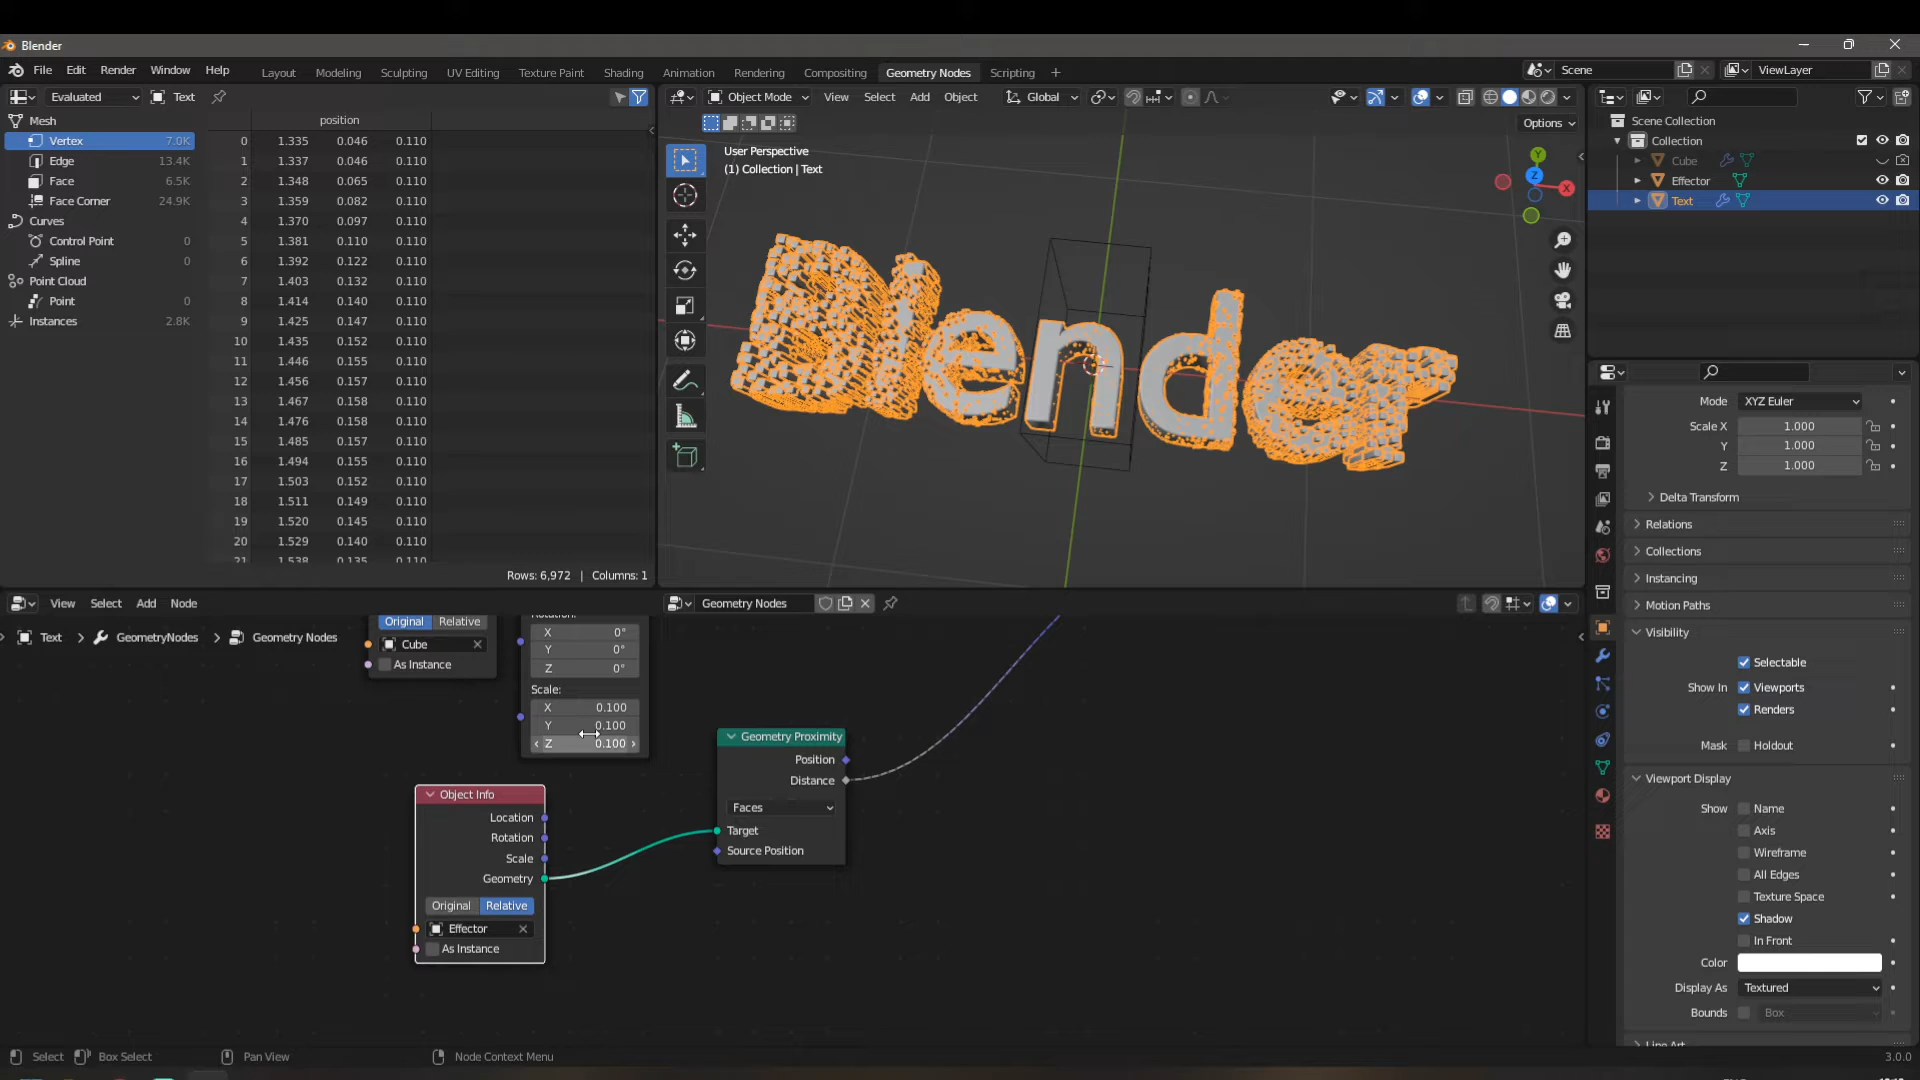 Blender
File Edit Render Window Help
Layout Modeling Sculpting UV Editing Texture Paint Shading Animation Rendering Compositing Geometry Nodes Scripting +
Scene
ViewLayer
Evaluated
Text
Mesh
Vertex 7.0K
Edge 13.4K
Face 6.5K
Face Corner 24.9K
Curves
Control Point 0
Spline 0
Point Cloud
Point 0
Instances 2.8K
position
0 1.335 0.046 0.110
1 1.337 0.046 0.110
2 1.348 0.065 0.110
3 1.359 0.082 0.110
4 1.370 0.097 0.110
5 1.381 0.110 0.110
6 1.392 0.122 0.110
7 1.403 0.132 0.110
8 1.414 0.140 0.110
9 1.425 0.147 0.110
10 1.435 0.152 0.110
11 1.446 0.155 0.110
12 1.456 0.157 0.110
13 1.467 0.158 0.110
14 1.476 0.158 0.110
15 1.485 0.157 0.110
16 1.494 0.155 0.110
17 1.503 0.152 0.110
18 1.511 0.149 0.110
19 1.520 0.145 0.110
20 1.529 0.140 0.110
21 1.538 0.135 0.110
Rows: 6,972 | Columns: 1
Object Mode View Select Add Object Global
Options
User Perspective
(1) Collection | Text
Y
Z
X
Blender
Scene Collection
Collection
Cube
Effector
Text
Mode XYZ Euler
Scale X 1.000
Y 1.000
Z 1.000
Delta Transform
Relations
Collections
Instancing
Motion Paths
Visibility
Selectable
Show In Viewports
Renders
Mask Holdout
Viewport Display
Show Name
Axis
Wireframe
All Edges
Texture Space
Shadow
In Front
Color
Display As Textured
Bounds Box
Line Art
View Select Add Node
Geometry Nodes
Text GeometryNodes Geometry Nodes
Original Relative
Cube
As Instance
Rotation:
X 0°
Y 0°
Z 0°
Scale:
X 0.100
Y 0.100
Z 0.100
Geometry Proximity
Position
Distance
Faces
Target
Source Position
Object Info
Location
Rotation
Scale
Geometry
Original Relative
Effector
As Instance
Select Box Select Pan View Node Context Menu
3.0.0